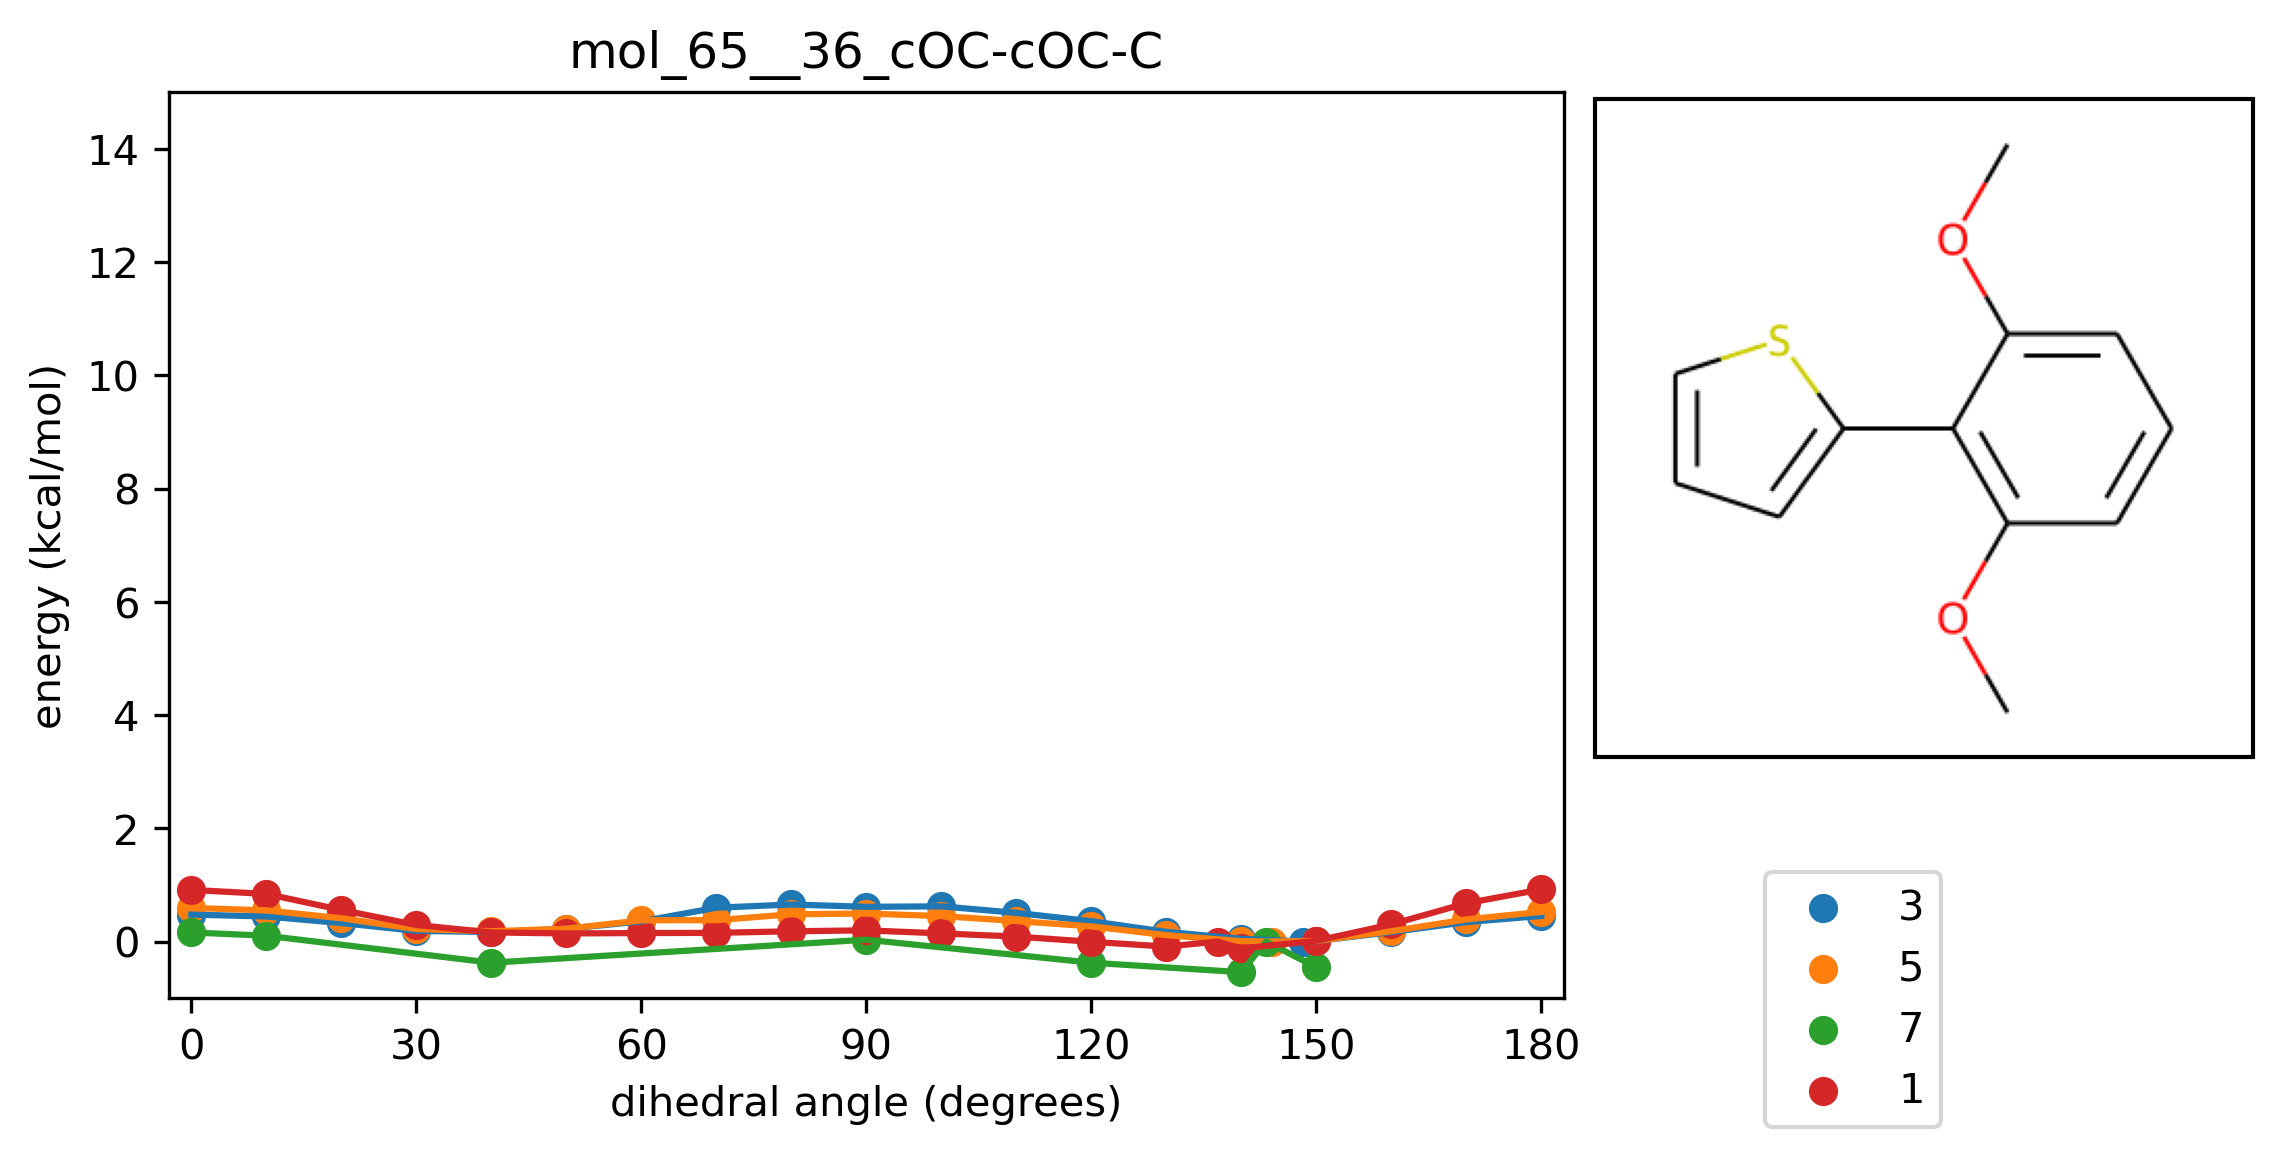 mol_65__36_cOC-cOC-C
energy (kcal/mol)
14
12
10
8
6
4
2
0
0 30 60 90 120 150 180
dihedral angle (degrees)
O
S
O
3
5
7
1